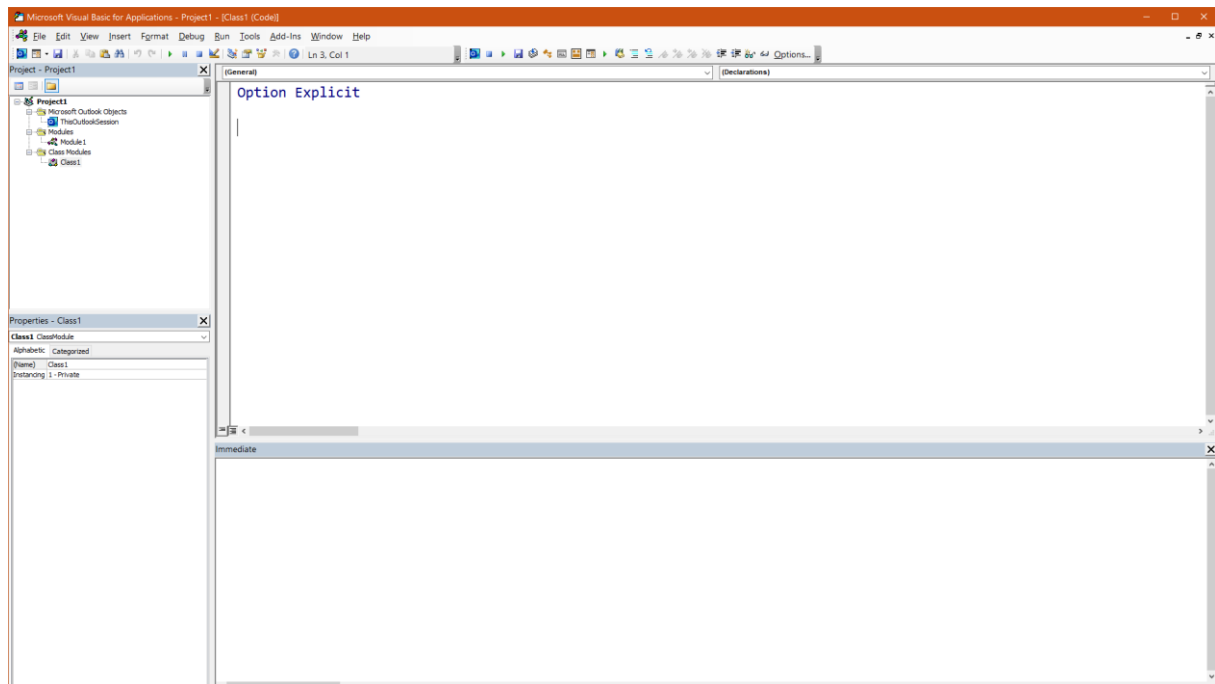 Microsoft Visual Basic for Applications - Project1 - [Class1 (Code)]
File Edit View Insert Format Debug Run Tools Add-Ins Window Help
Ln 3, Col 1
Options...
Project - Project1
(General)
(Declarations)
Option Explicit
Project1
Microsoft Outlook Objects
ThisOutlookSession
Modules
Module1
Class Modules
Class1
Properties - Class1
Class1 ClassModule
Alphabetic Categorized
(Name) Class1
Instancing 1 - Private
Immediate